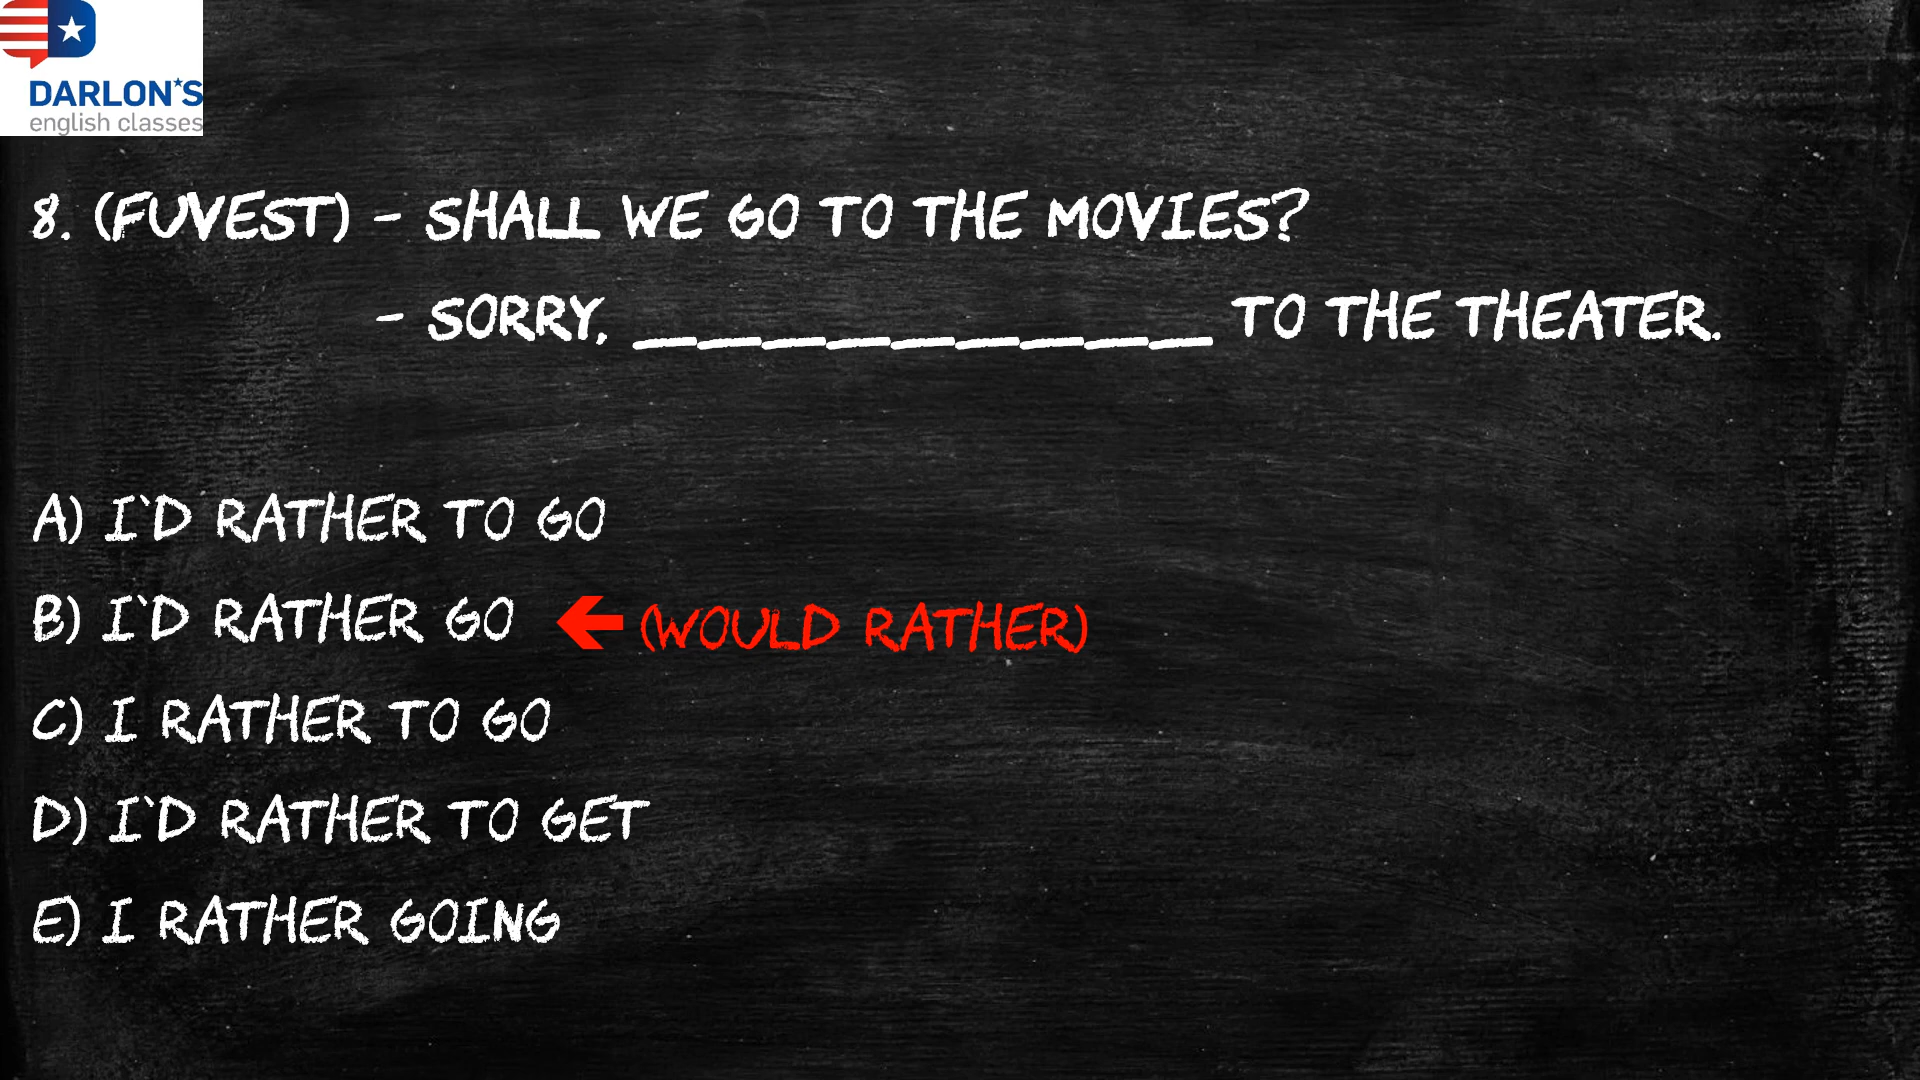 DARLON'S
english classes
8. (FUVEST) - SHALL WE GO TO THE MOVIES?
- SORRY, _________ TO THE THEATER.
A) I`D RATHER TO GO
B) I`D RATHER GO
(WOULD RATHER)
C) I RATHER TO GO
D) I`D RATHER TO GET
E) I RATHER GOING